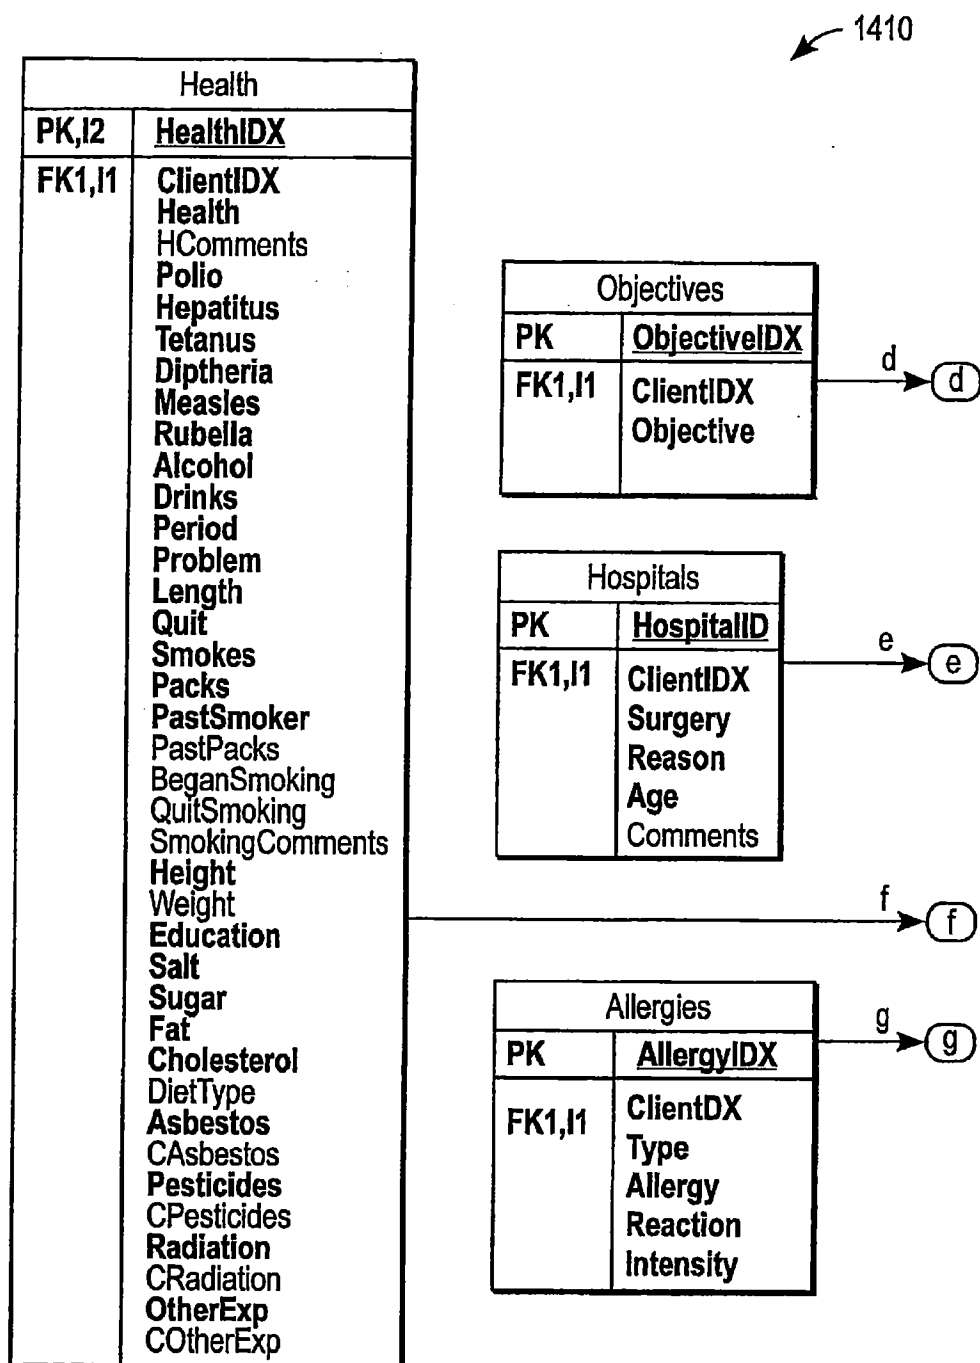 1410
Health
PK,I2 HealthIDX
FK1,I1 ClientIDX
Health
HComments
Polio
Hepatitus
Tetanus
Diptheria
Measles
Rubella
Alcohol
Drinks
Period
Problem
Length
Quit
Smokes
Packs
PastSmoker
PastPacks
BeganSmoking
QuitSmoking
SmokingComments
Height
Weight
Education
Salt
Sugar
Fat
Cholesterol
DietType
Asbestos
CAsbestos
Pesticides
CPesticides
Radiation
CRadiation
OtherExp
COtherExp
Objectives
PK ObjectiveIDX
FK1,I1 ClientIDX
Objective
d d
Hospitals
PK HospitalID
FK1,I1 ClientIDX
Surgery
Reason
Age
Comments
e e
f f
Allergies
PK AllergyIDX
FK1,I1 ClientDX
Type
Allergy
Reaction
Intensity
g g